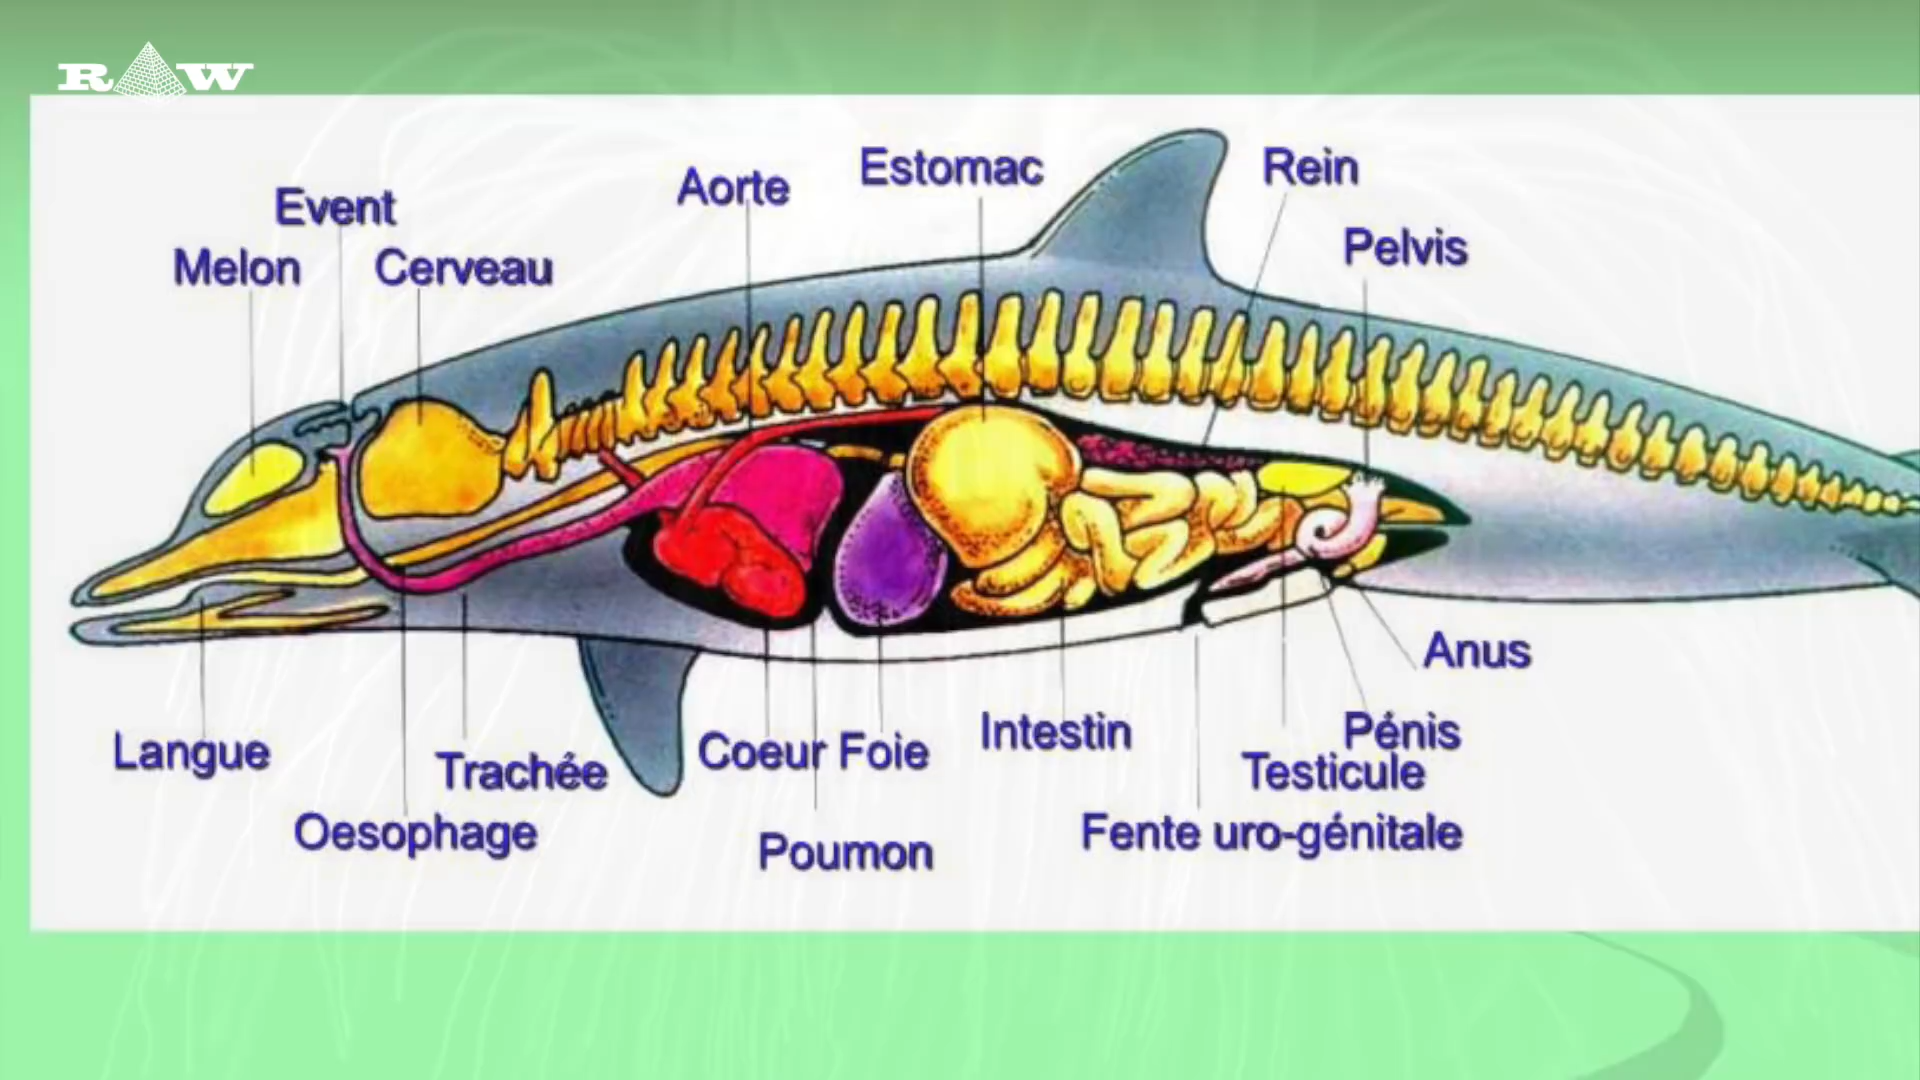 RAW
Estomac
Rein
Aorte
Event
Pelvis
Melon
Cerveau
Anus
Langue
Trachée
Coeur
Foie
Intestin
Pénis
Testicule
Oesophage
Poumon
Fente uro-génitale